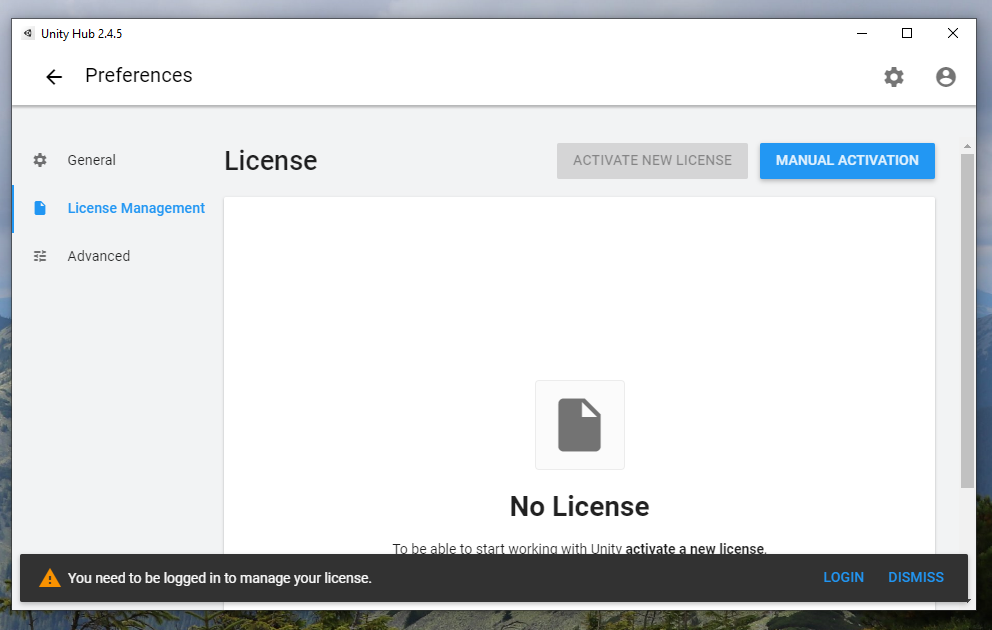 Unity Hub 2.4.5
Preferences
General
License Management
Advanced
License
ACTIVATE NEW LICENSE
MANUAL ACTIVATION
No License
To be able to start working with Unity activate a new license.
You need to be logged in to manage your license.
LOGIN
DISMISS